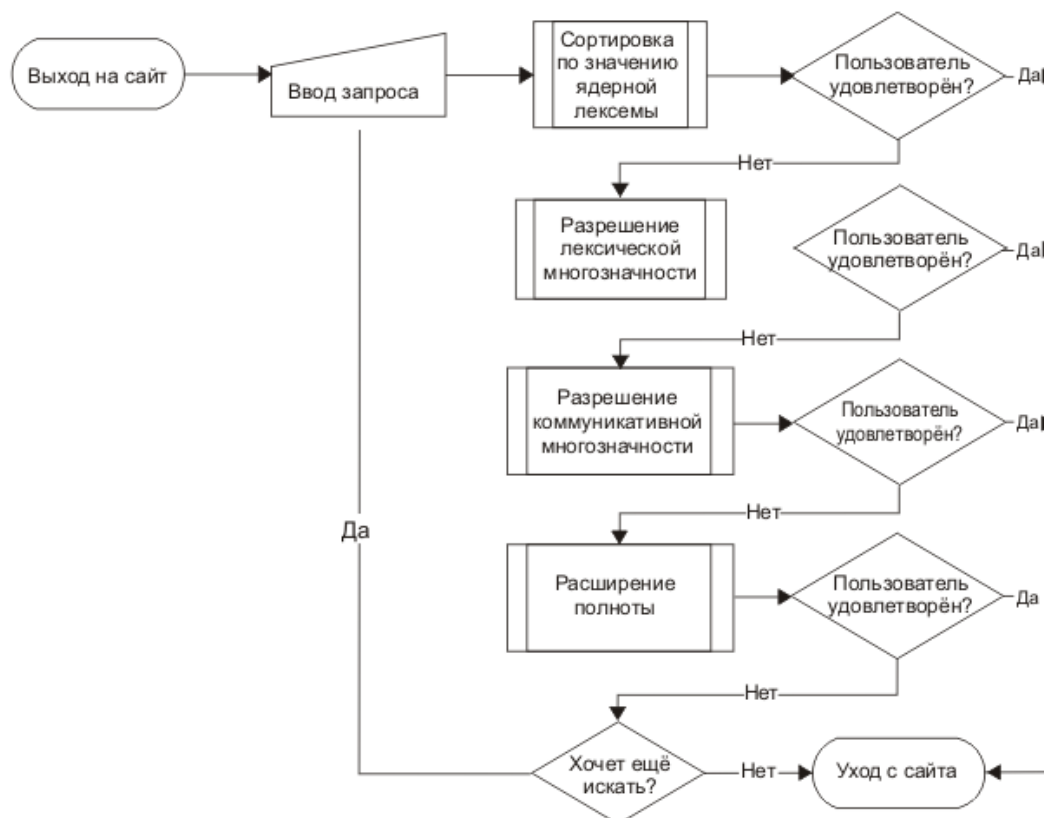 Выход на сайт
Ввод запроса
Сортировка
по значению
ядерной
лексемы
Пользователь
удовлетворён?
Да
Нет
Разрешение
лексической
многозначности
Пользователь
удовлетворён?
Да
Нет
Разрешение
коммуникативной
многозначности
Пользователь
удовлетворён?
Да
Нет
Да
Расширение
полноты
Пользователь
удовлетворён?
Да
Нет
Хочет ещё
искать?
Нет
Уход с сайта